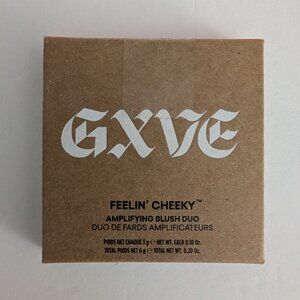 GXVE
FEELIN' CHEEKY™
AMPLIFYING BLUSH DUO
DUO DE FARDS AMPLIFICATEURS
POIDS NET CHAQUE 3 g ℮ NET WT. EACH 0.10 Oz.
TOTAL POIDS NET 6 g ℮ TOTAL NET WT. 0.20 Oz.